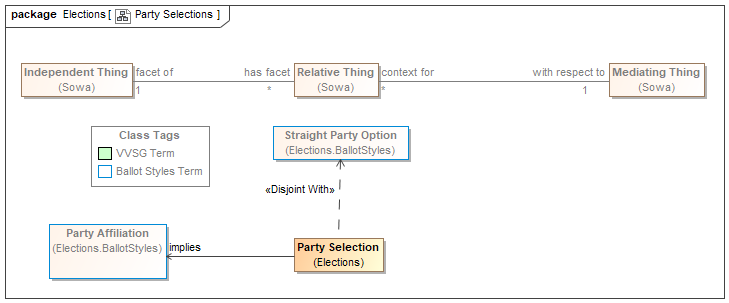 package Elections [ Party Selections ]
Independent Thing
(Sowa)
facet of
1
has facet
*
Relative Thing
(Sowa)
context for
*
with respect to
1
Mediating Thing
(Sowa)
Class Tags
VVSG Term
Ballot Styles Term
Straight Party Option
(Elections.BallotStyles)
«Disjoint With»
Party Affiliation
(Elections.BallotStyles)
implies
Party Selection
(Elections)